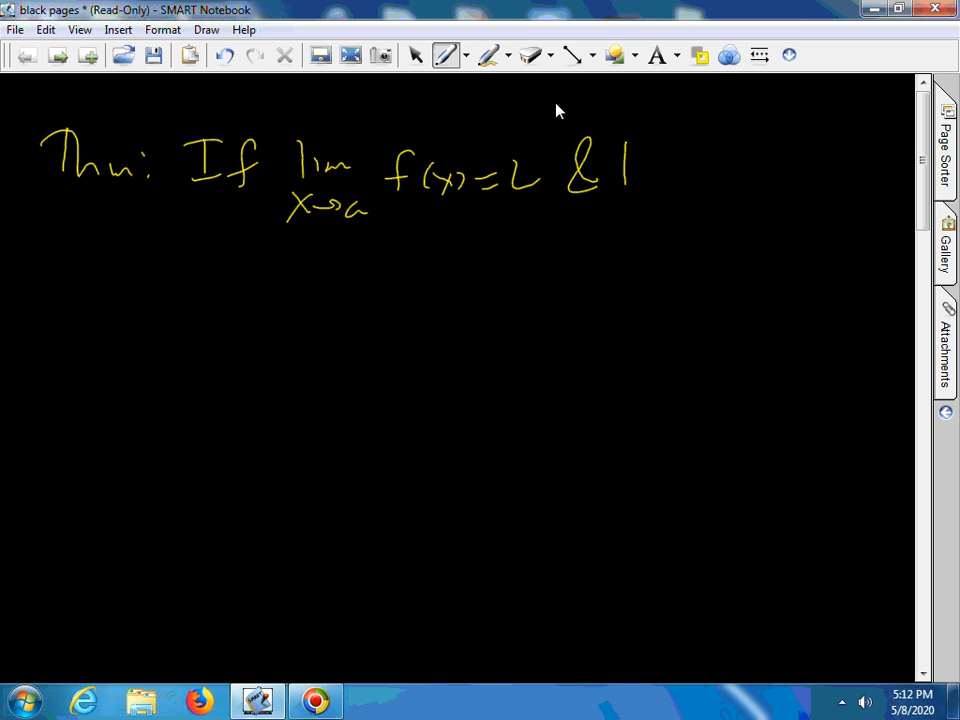 black pages * (Read-Only) - SMART Notebook
File Edit View Insert Format Draw Help
Thm: If lim f(x) = L & l
x→a
Page Sorter
Gallery
Attachments
5:12 PM
5/8/2020